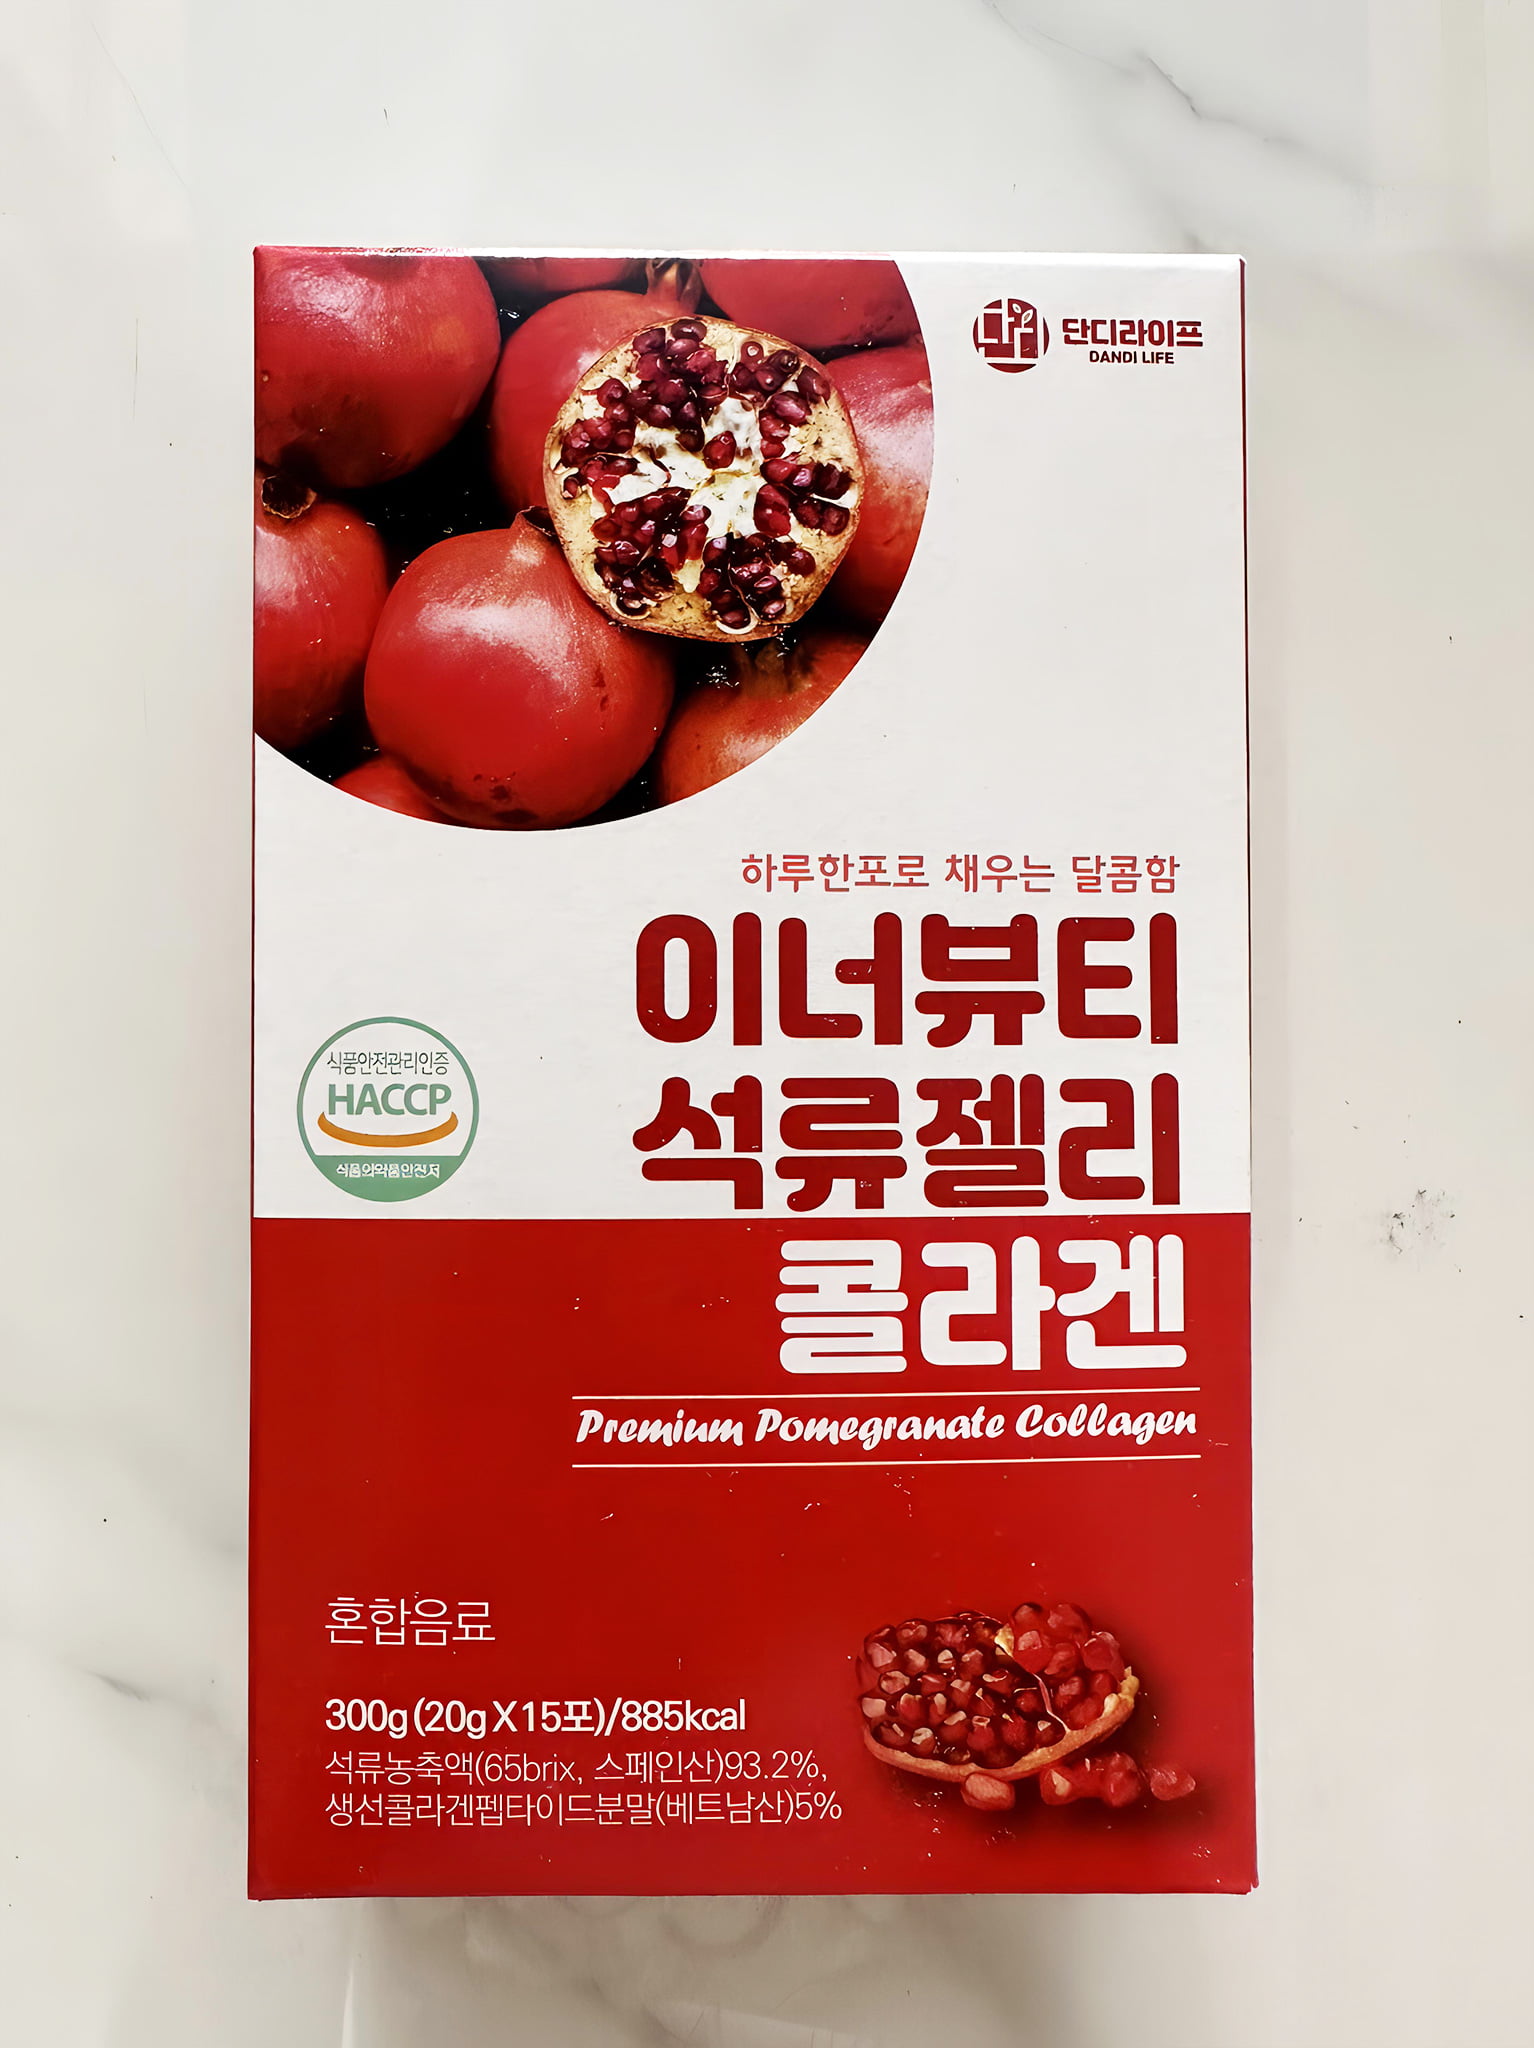 단디라이프
DANDI LIFE
하루한포로 채우는 달콤함
이너뷰티
석류젤리
콜라겐
Premium Pomegranate Collagen
식품안전관리인증
HACCP
식품의약품안전처
혼합음료
300g(20g X 15포)/885kcal
석류농축액(65brix, 스페인산)93.2%,
생선콜라겐펩타이드분말(베트남산)5%